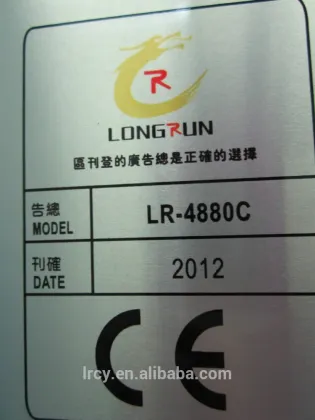 R
LONGRUN
區刊登的廣告總是正確的選擇
告總
MODEL
LR-4880C
刊確
DATE
2012
CE
lrcy.en.alibaba.com